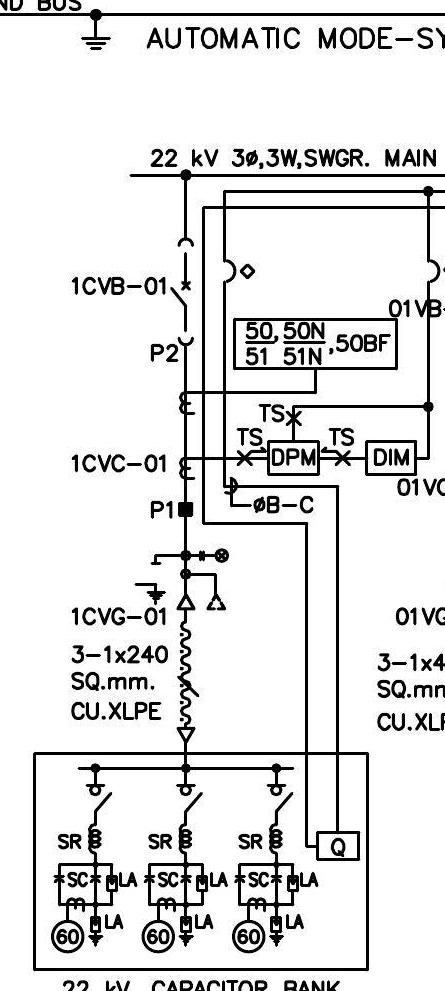 ND BUS
AUTOMATIC MODE-SY
22 kV 3ø,3W,SWGR. MAIN
1CVB-01
01VB-
50, 50N ,50BF
51 51N
P2
TS
TS TS
1CVC-01 DPM DIM
01VC
P1 øB-C
1CVG-01 01VG
3-1x240 3-1x4
SQ.mm. SQ.mm
CU.XLPE CU.XLP
Q
SR SR SR
SC LA SC LA SC LA
LA LA LA
60 60 60
22 kV. CAPACITOR BANK